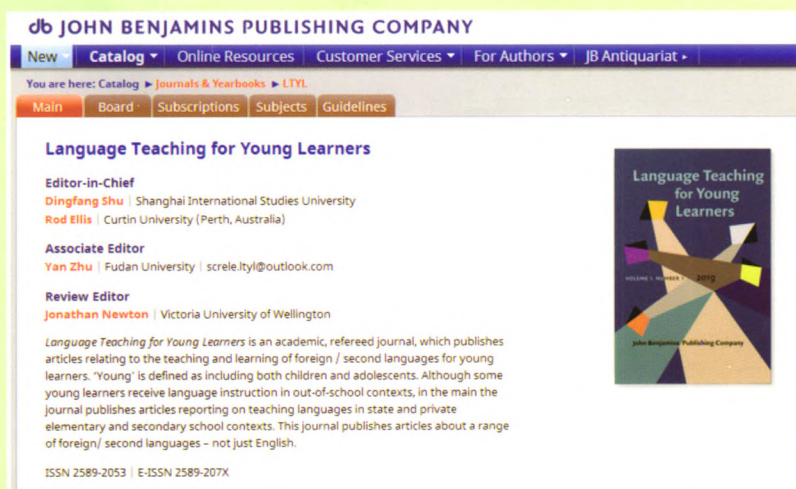 JOHN BENJAMINS PUBLISHING COMPANY
New Catalog Online Resources Customer Services For Authors JB Antiquariat
You are here: Catalog ► Journals & Yearbooks ► LTYL
Main Board Subscriptions Subjects Guidelines
Language Teaching for Young Learners
Editor-in-Chief
Dingfang Shu | Shanghai International Studies University
Rod Ellis | Curtin University (Perth, Australia)
Associate Editor
Yan Zhu | Fudan University | screle.ltyl@outlook.com
Review Editor
Jonathan Newton | Victoria University of Wellington
Language Teaching for Young Learners is an academic, refereed journal, which publishes
articles relating to the teaching and learning of foreign / second languages for young
learners. 'Young' is defined as including both children and adolescents. Although some
young learners receive language instruction in out-of-school contexts, in the main the
journal publishes articles reporting on teaching languages in state and private
elementary and secondary school contexts. This journal publishes articles about a range
of foreign/ second languages – not just English.
ISSN 2589-2053 | E-ISSN 2589-207X
Language Teaching
for Young
Learners
VOLUME 1, NUMBER 1 2019
John Benjamins Publishing Company